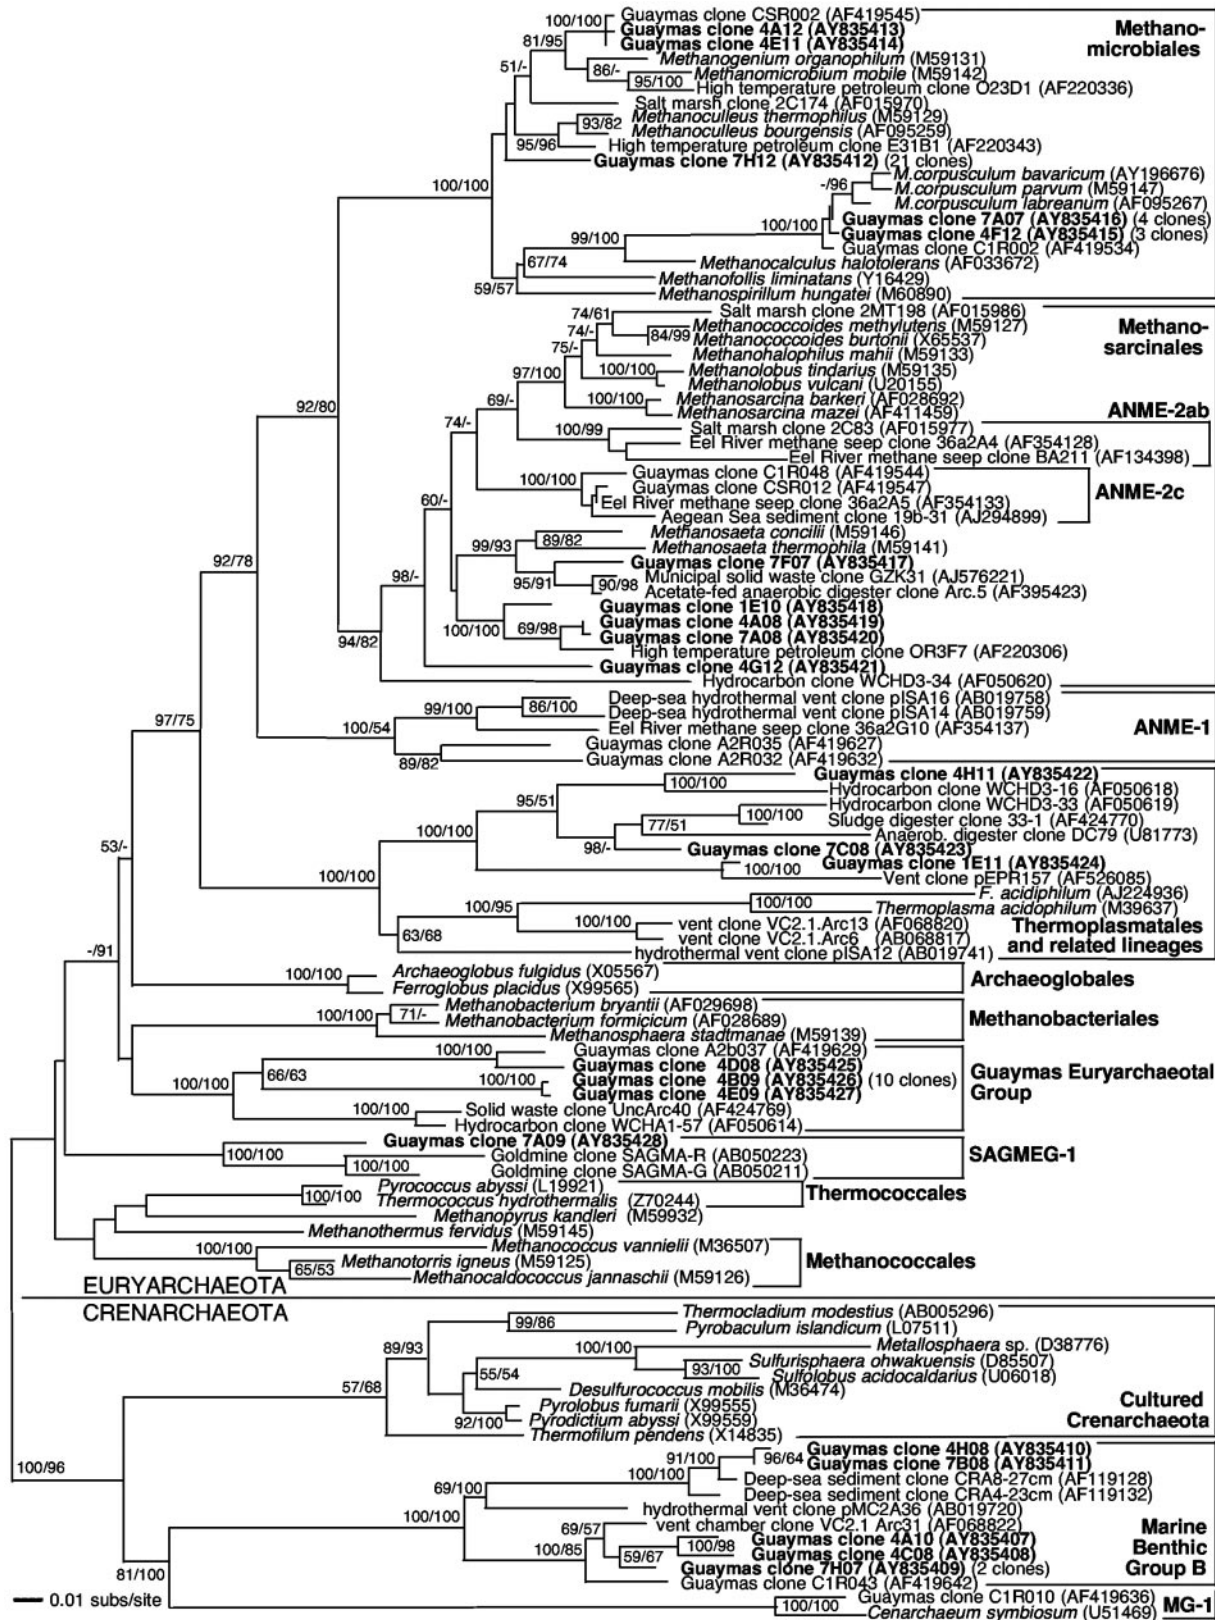 Guaymas clone CSR002 (AF419545)
100/100
Guaymas clone 4A12 (AY835413)
Methano-
microbiales
Guaymas clone 4E11 (AY835414)
81/95
Methanogenium organophilum (M59131)
51/-
86/-
Methanomicrobium mobile (M59142)
95/100
High temperature petroleum clone O23D1 (AF220336)
Salt marsh clone 2C174 (AF015970)
Methanoculleus thermophilus (M59129)
93/82
Methanoculleus bourgensis (AF095259)
95/96
High temperature petroleum clone E31B1 (AF220343)
Guaymas clone 7H12 (AY835412) (21 clones)
100/100
M.corpusculum bavaricum (AY196676)
-/96
M.corpusculum parvum (M59147)
M.corpusculum labreanum (AF095267)
100/100
Guaymas clone 7A07 (AY835416) (4 clones)
Guaymas clone 4F12 (AY835415) (3 clones)
99/100
Guaymas clone C1R002 (AF419534)
67/74
Methanocalculus halotolerans (AF033672)
Methanofollis liminatans (Y16429)
59/57
Methanospirillum hungatei (M60890)
74/61
Salt marsh clone 2MT198 (AF015986)
Methano-
sarcinales
74/-
Methanococcoides methylutens (M59127)
84/99
Methanococcoides burtonii (X65537)
75/-
Methanohalophilus mahii (M59133)
97/100
100/100
Methanolobus tindarius (M59135)
Methanolobus vulcani (U20155)
69/-
100/100
Methanosarcina barkeri (AF028692)
92/80
Methanosarcina mazei (AF411459)
ANME-2ab
74/-
100/99
Salt marsh clone 2C83 (AF015977)
Eel River methane seep clone 36a2A4 (AF354128)
Eel River methane seep clone BA211 (AF134398)
100/100
Guaymas clone C1R048 (AF419544)
Guaymas clone CSR012 (AF419547)
ANME-2c
60/-
Eel River methane seep clone 36a2A5 (AF354133)
Aegean Sea sediment clone 19b-31 (AJ294899)
Methanosaeta concilii (M59146)
99/93
89/82
Methanosaeta thermophila (M59141)
92/78
Guaymas clone 7F07 (AY835417)
98/-
95/91
90/98
Municipal solid waste clone GZK31 (AJ576221)
Acetate-fed anaerobic digester clone Arc.5 (AF395423)
Guaymas clone 1E10 (AY835418)
100/100
69/98
Guaymas clone 4A08 (AY835419)
Guaymas clone 7A08 (AY835420)
94/82
High temperature petroleum clone OR3F7 (AF220306)
Guaymas clone 4G12 (AY835421)
Hydrocarbon clone WCHD3-34 (AF050620)
97/75
Deep-sea hydrothermal vent clone pISA16 (AB019758)
99/100
86/100
Deep-sea hydrothermal vent clone pISA14 (AB019759)
100/54
Eel River methane seep clone 36a2G10 (AF354137)
ANME-1
Guaymas clone A2R035 (AF419627)
89/82
Guaymas clone A2R032 (AF419632)
Guaymas clone 4H11 (AY835422)
100/100
Hydrocarbon clone WCHD3-16 (AF050618)
95/51
Hydrocarbon clone WCHD3-33 (AF050619)
100/100
Sludge digester clone 33-1 (AF424770)
77/51
Anaerob. digester clone DC79 (U81773)
100/100
98/-
Guaymas clone 7C08 (AY835423)
53/-
Guaymas clone 1E11 (AY835424)
100/100
Vent clone pEPR157 (AF526085)
100/100
F. acidiphilum (AJ224936)
100/95
100/100
Thermoplasma acidophilum (M39637)
100/100
vent clone VC2.1.Arc13 (AF068820)
Thermoplasmatales
and related lineages
63/68
vent clone VC2.1.Arc6 (AB068817)
hydrothermal vent clone pISA12 (AB019741)
-/91
100/100
Archaeoglobus fulgidus (X05567)
Archaeoglobales
Ferroglobus placidus (X99565)
Methanobacterium bryantii (AF029698)
100/100
71/-
Methanobacterium formicicum (AF028689)
Methanobacteriales
Methanosphaera stadtmanae (M59139)
100/100
Guaymas clone A2b037 (AF419629)
Guaymas clone 4D08 (AY835425)
66/63
100/100
Guaymas clone 4B09 (AY835426) (10 clones)
Guaymas Euryarchaeotal
Group
100/100
Guaymas clone 4E09 (AY835427)
100/100
Solid waste clone UncArc40 (AF424769)
Hydrocarbon clone WCHA1-57 (AF050614)
Guaymas clone 7A09 (AY835428)
100/100
Goldmine clone SAGMA-R (AB050223)
SAGMEG-1
100/100
Goldmine clone SAGMA-G (AB050211)
Pyrococcus abyssi (L19921)
100/100
Thermococcus hydrothermalis (Z70244)
Thermococcales
Methanopyrus kandleri (M59932)
Methanothermus fervidus (M59145)
100/100
Methanococcus vannielii (M36507)
65/53
Methanotorris igneus (M59125)
Methanococcales
Methanocaldococcus jannaschii (M59126)
EURYARCHAEOTA
CRENARCHAEOTA
Thermocladium modestius (AB005296)
99/86
Pyrobaculum islandicum (L07511)
89/93
100/100
Metallosphaera sp. (D38776)
Sulfurisphaera ohwakuensis (D85507)
93/100
55/54
Sulfolobus acidocaldarius (U06018)
57/68
Desulfurococcus mobilis (M36474)
Cultured
Crenarchaeota
Pyrolobus fumarii (X99555)
92/100
Pyrodictium abyssi (X99559)
Thermofilum pendens (X14835)
100/96
91/100
96/64
Guaymas clone 4H08 (AY835410)
Guaymas clone 7B08 (AY835411)
100/100
Deep-sea sediment clone CRA8-27cm (AF119128)
69/100
Deep-sea sediment clone CRA4-23cm (AF119132)
hydrothermal vent clone pMC2A36 (AB019720)
100/100
69/57
vent chamber clone VC2.1 Arc31 (AF068822)
Marine
Benthic
Group B
Guaymas clone 4A10 (AY835407)
100/98
100/85
59/67
Guaymas clone 4C08 (AY835408)
Guaymas clone 7H07 (AY835409) (2 clones)
81/100
Guaymas clone C1R043 (AF419642)
0.01 subs/site
Guaymas clone C1R010 (AF419636)
100/100
MG-1
Cenarchaeum symbiosum (U51469)